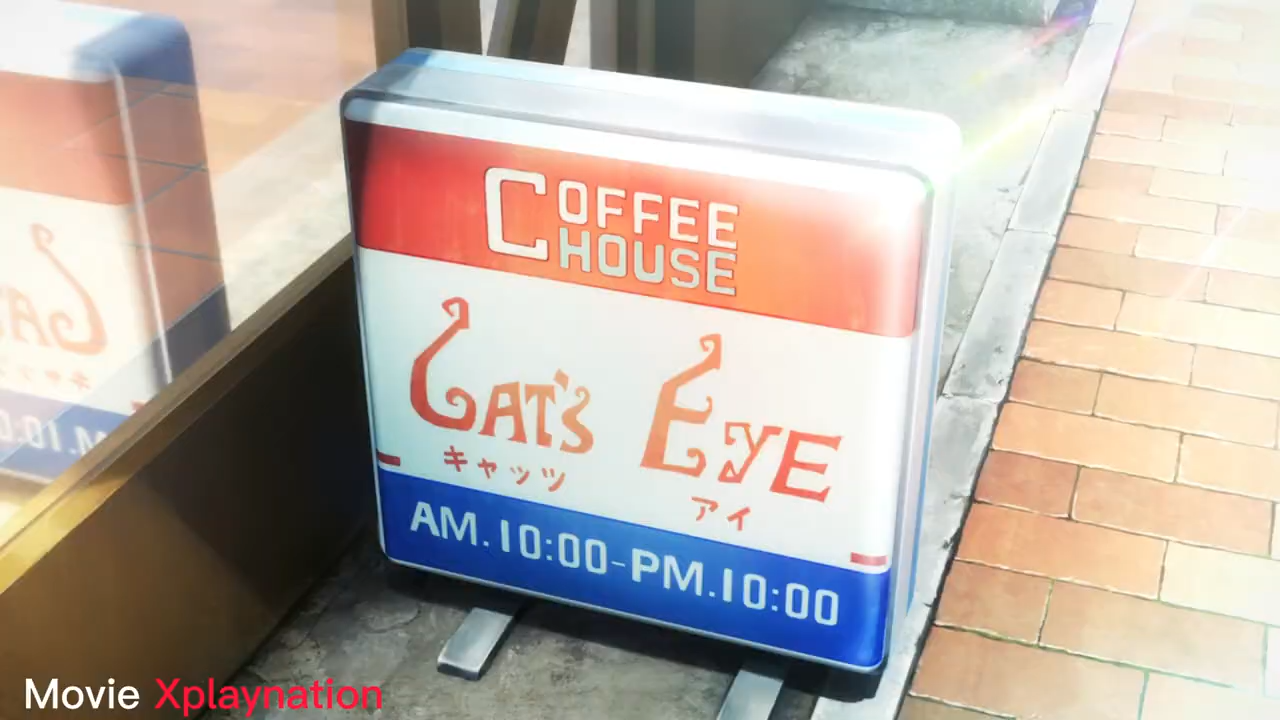 COFFEE
HOUSE
CAT'S EYE
キャッツ アイ
AM.10:00-PM.10:00
Movie Xplaynation